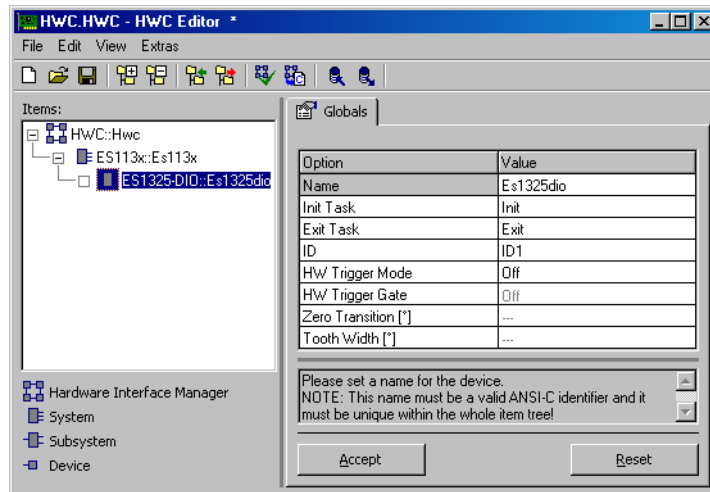 HWC.HWC - HWC Editor *
File Edit View Extras
Items:
HWC::Hwc
ES113x::Es113x
ES1325-DIO::Es1325dio
Hardware Interface Manager
System
Subsystem
Device
Globals
Option Value
Name Es1325dio
Init Task Init
Exit Task Exit
ID ID1
HW Trigger Mode Off
HW Trigger Gate Off
Zero Transition [°] ---
Tooth Width [°] ---
Please set a name for the device.
NOTE: This name must be a valid ANSI-C identifier and it
must be unique within the whole item tree!
Accept Reset